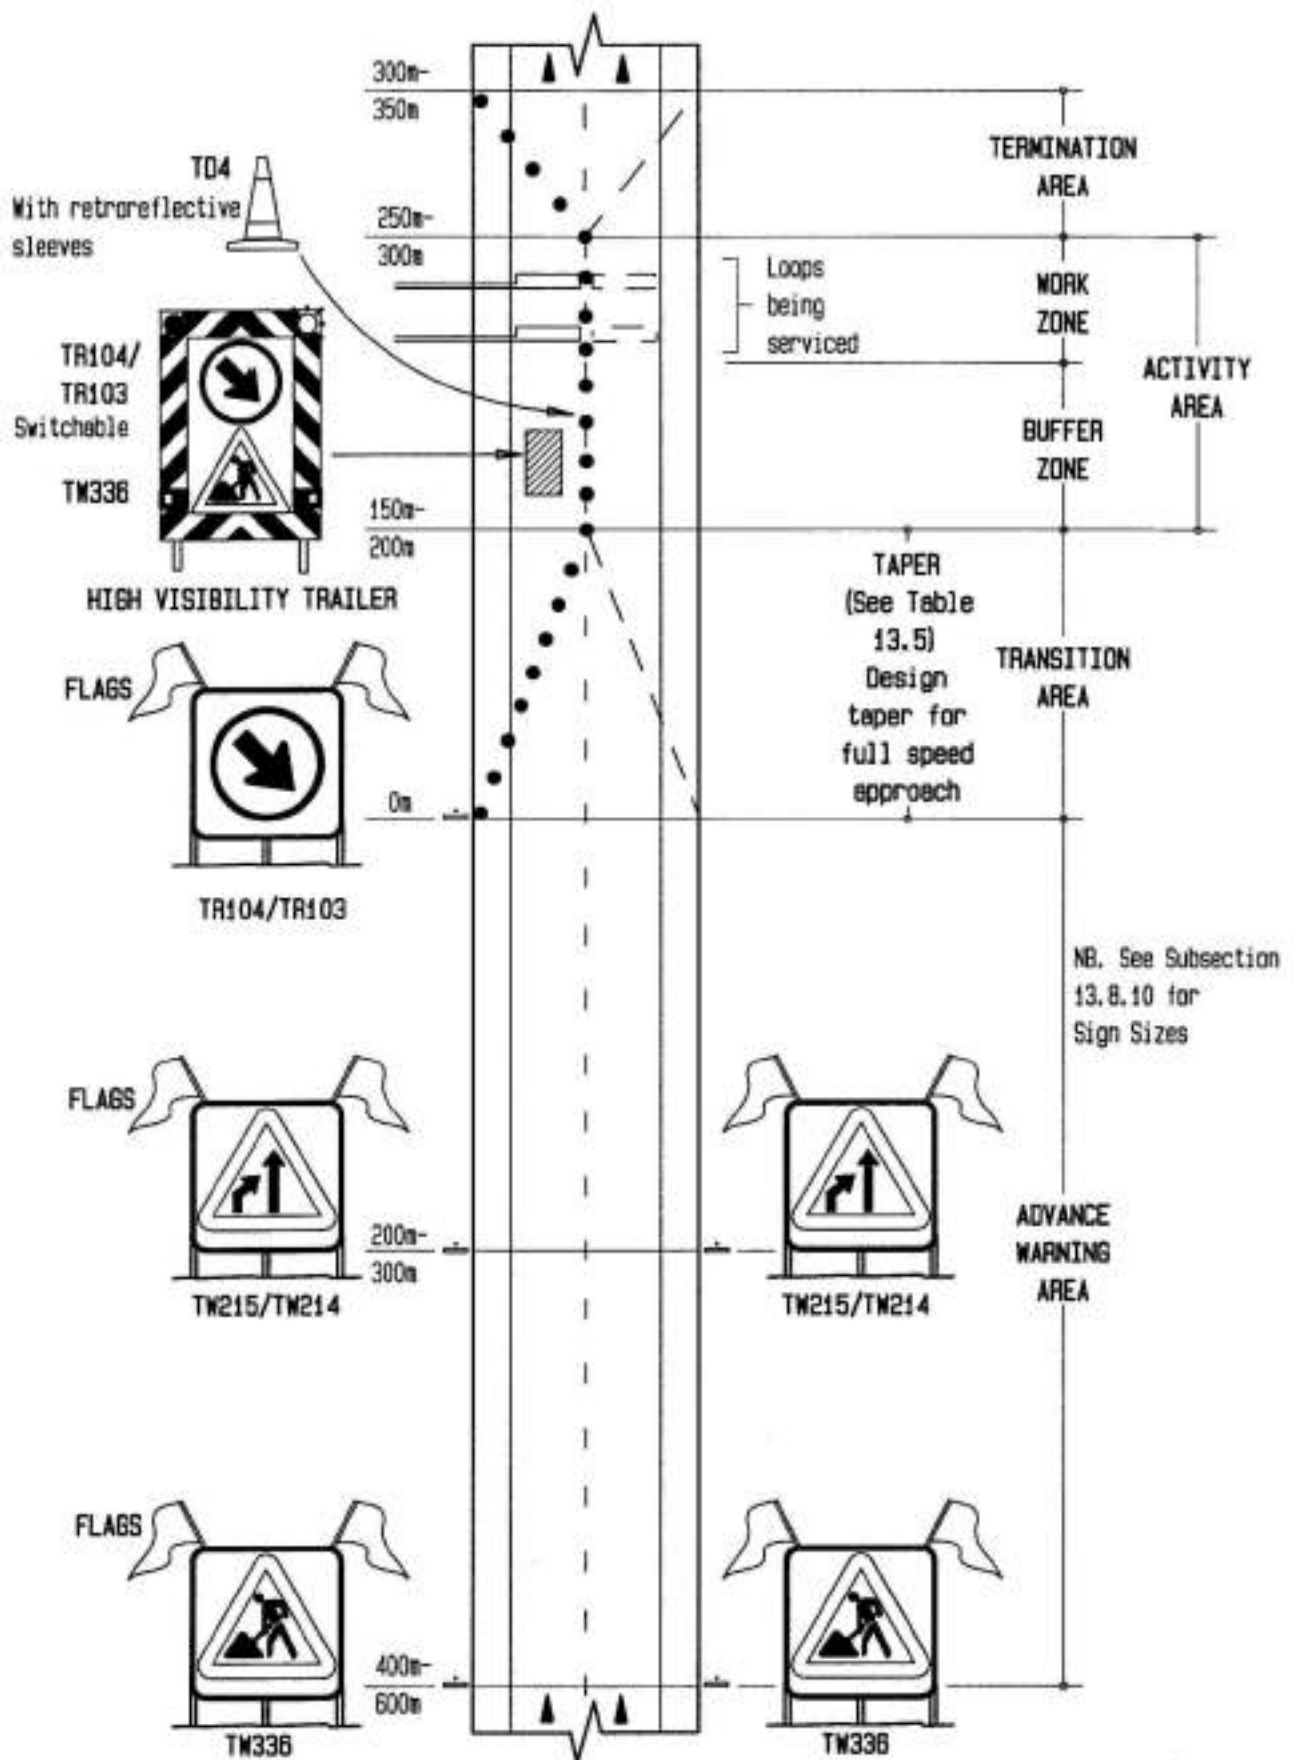 300m-
350m
TERMINATION
AREA
TD4
With retroreflective
sleeves
250m-
300m
Loops
being
serviced
WORK
ZONE
ACTIVITY
AREA
TR104/
TR103
Switchable
TW336
BUFFER
ZONE
150m-
200m
HIGH VISIBILITY TRAILER
TAPER
(See Table
13.5)
Design
taper for
full speed
approach
TRANSITION
AREA
FLAGS
0m
TR104/TR103
NB. See Subsection
13.8.10 for
Sign Sizes
FLAGS
200m-
300m
TW215/TW214
TW215/TW214
ADVANCE
WARNING
AREA
FLAGS
400m-
600m
TW336
TW336